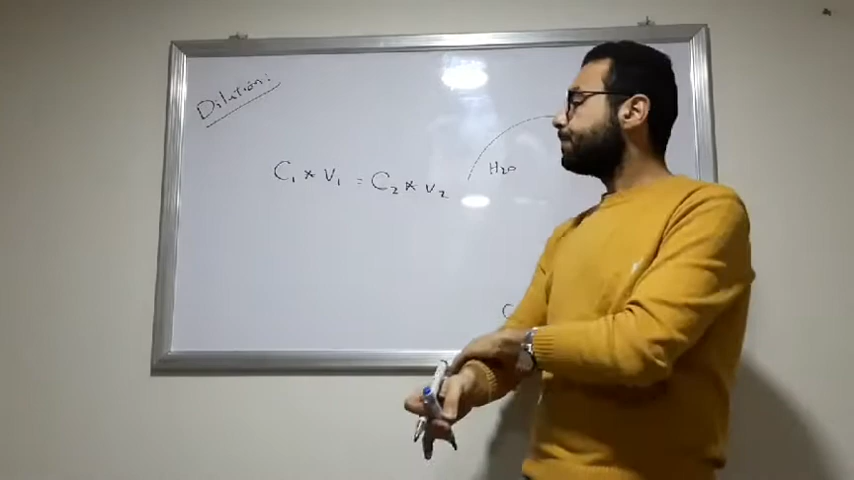 Dilution:
C₁ * V₁ = C₂ * V₂
H₂O